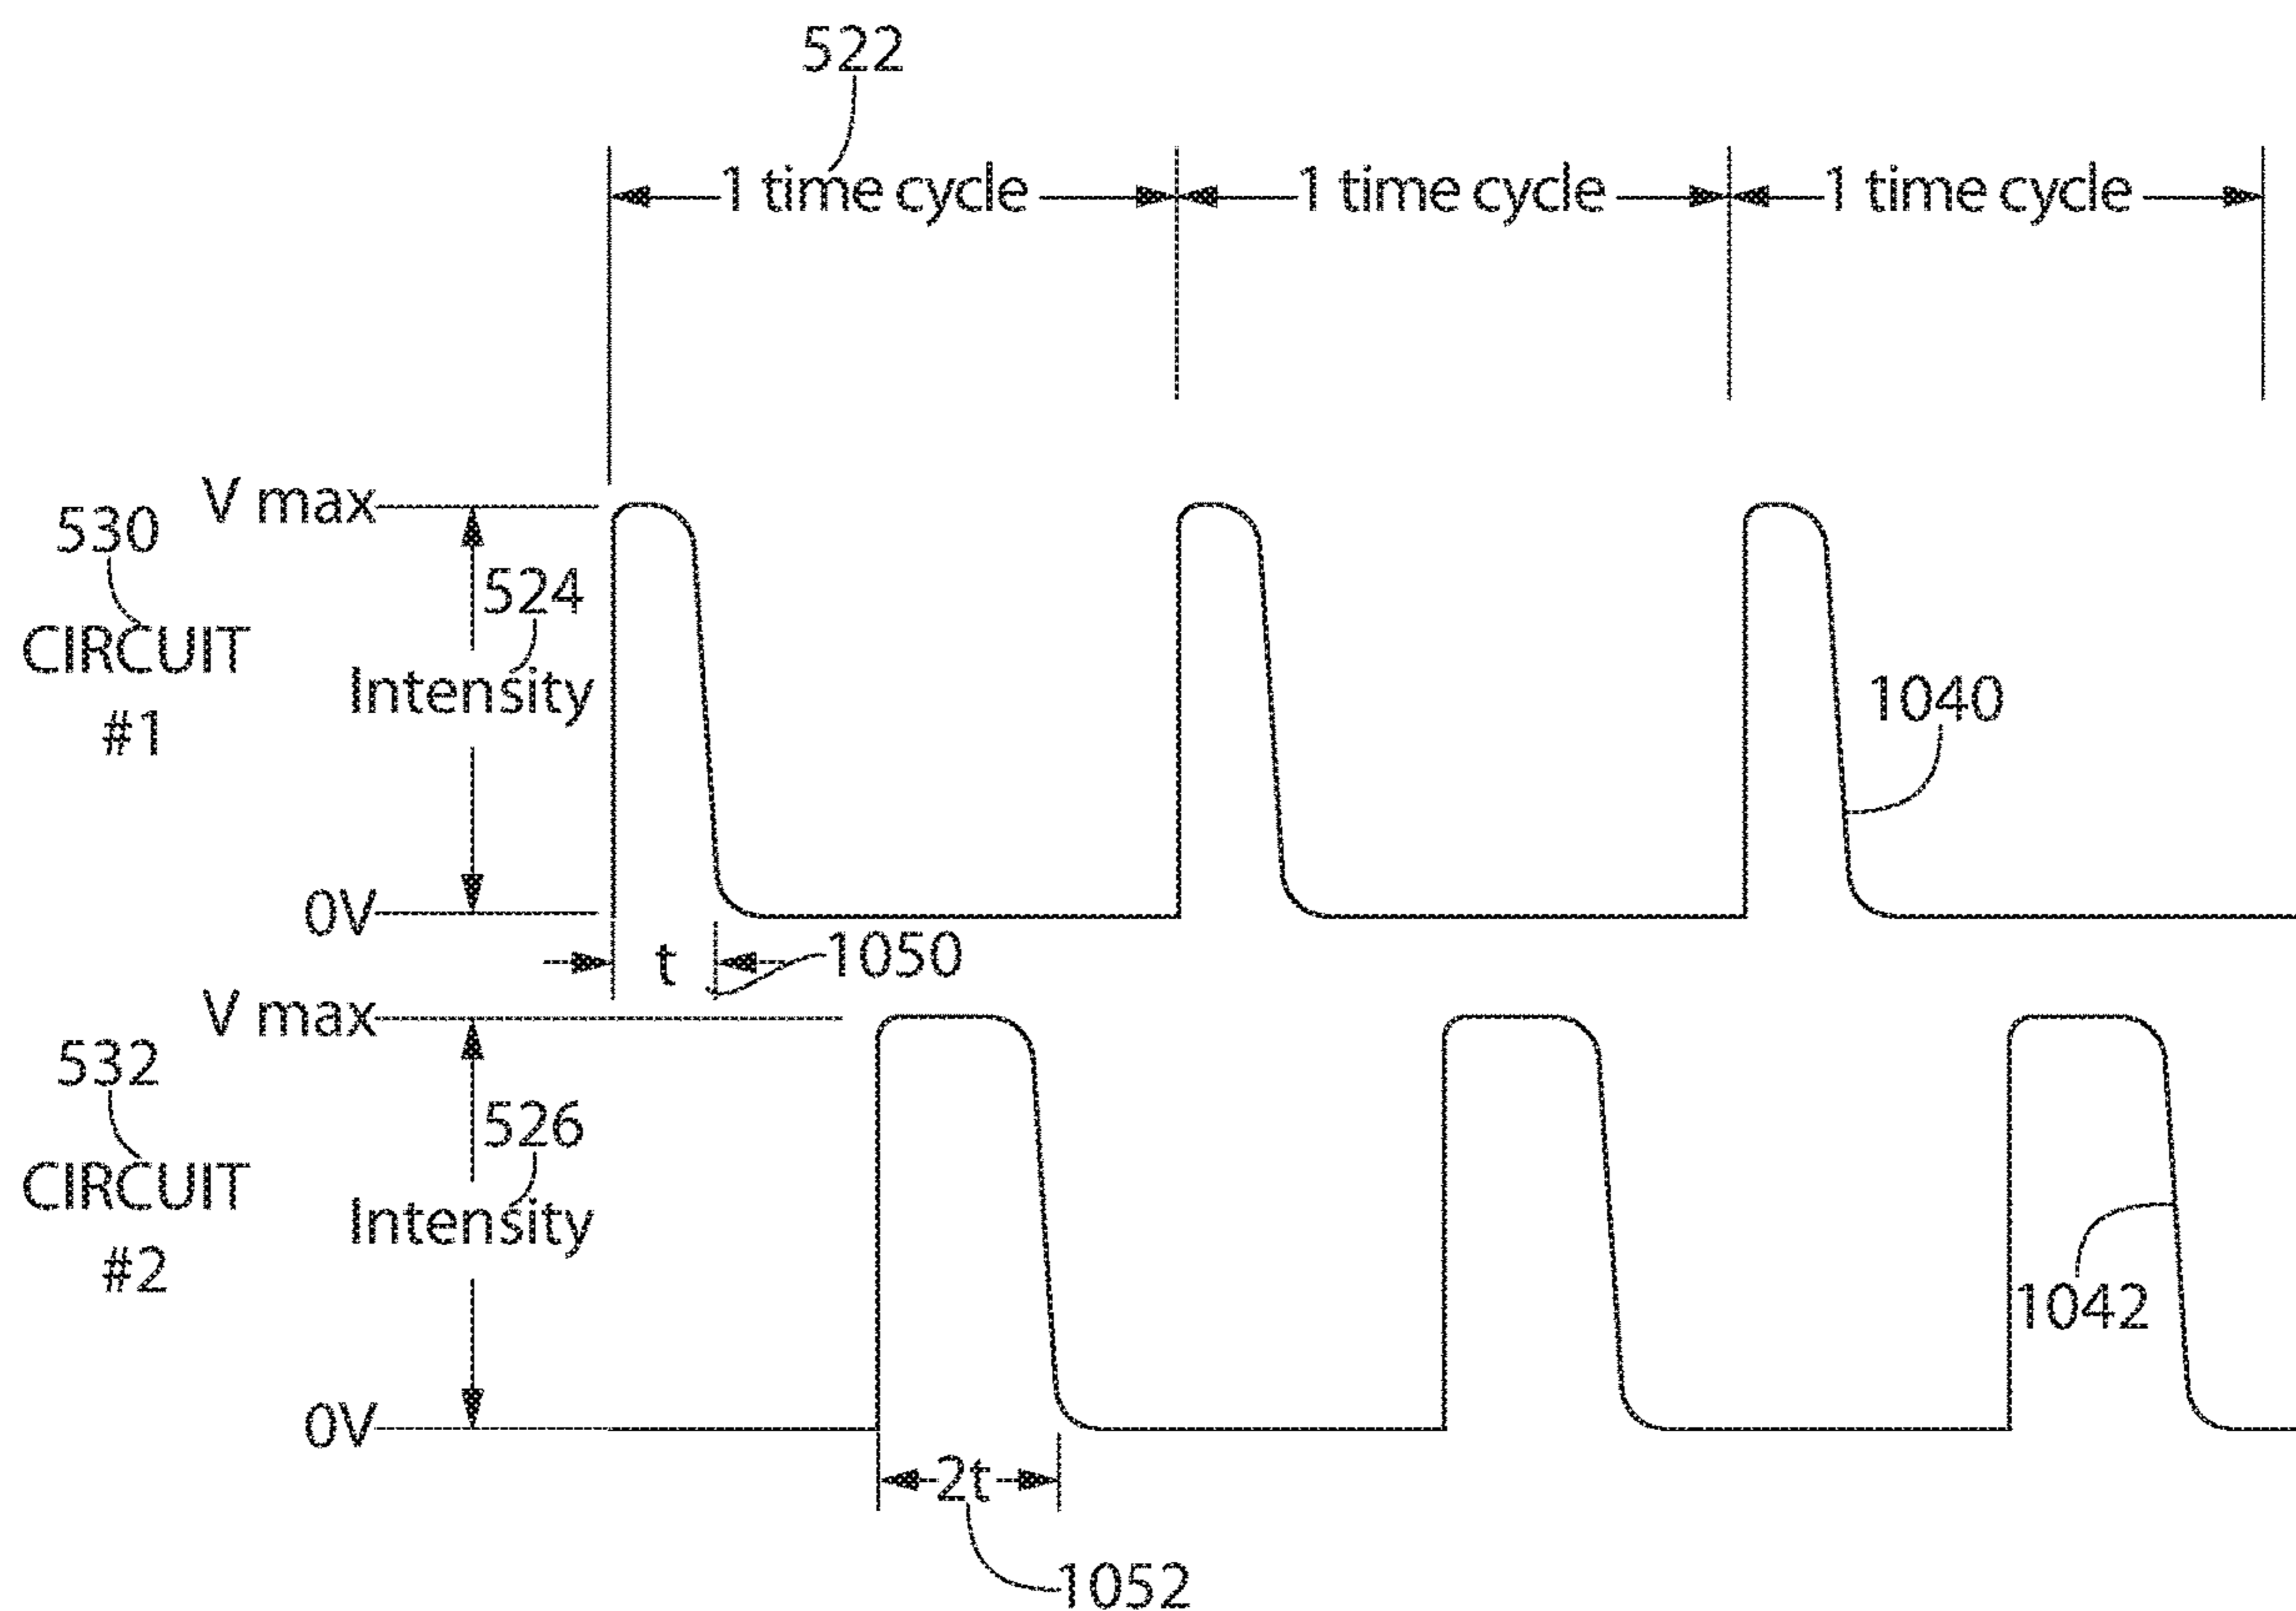 522
1 time cycle 1 time cycle 1 time cycle
V max
530
524
CIRCUIT
#1
Intensity
1040
0V
t
1050
V max
532
526
CIRCUIT
#2
Intensity
1042
0V
2t
1052